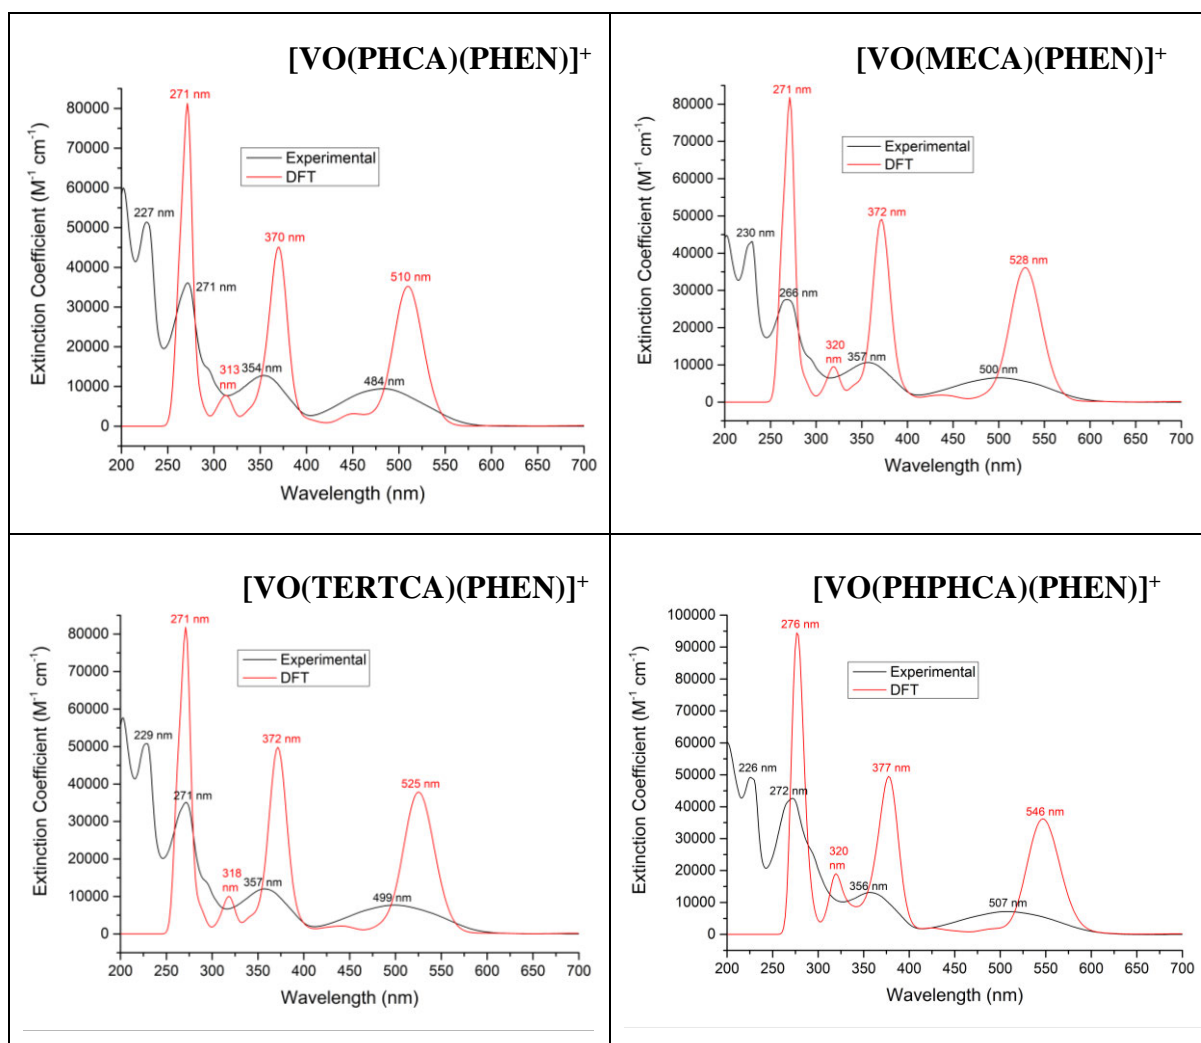 [VO(PHCA)(PHEN)]⁺
271 nm
80000
70000
60000
50000
40000
30000
20000
10000
0
Extinction Coefficient (M⁻¹ cm⁻¹)
Experimental
DFT
227 nm
370 nm
510 nm
271 nm
313
nm
354 nm
484 nm
200 250 300 350 400 450 500 550 600 650 700
Wavelength (nm)
[VO(MECA)(PHEN)]⁺
271 nm
80000
70000
60000
50000
40000
30000
20000
10000
0
Extinction Coefficient (M⁻¹ cm⁻¹)
Experimental
DFT
230 nm
372 nm
528 nm
266 nm
320
nm
357 nm
500 nm
200 250 300 350 400 450 500 550 600 650 700
Wavelength (nm)
[VO(TERTCA)(PHEN)]⁺
271 nm
80000
70000
60000
50000
40000
30000
20000
10000
0
Extinction Coefficient (M⁻¹ cm⁻¹)
Experimental
DFT
229 nm
372 nm
525 nm
271 nm
318
nm
357 nm
499 nm
200 250 300 350 400 450 500 550 600 650 700
Wavelength (nm)
[VO(PHPHCA)(PHEN)]⁺
100000
90000
80000
70000
60000
50000
40000
30000
20000
10000
0
Extinction Coefficient (M⁻¹ cm⁻¹)
276 nm
Experimental
DFT
226 nm
272 nm
377 nm
546 nm
320
nm
356 nm
507 nm
200 250 300 350 400 450 500 550 600 650 700
Wavelength (nm)